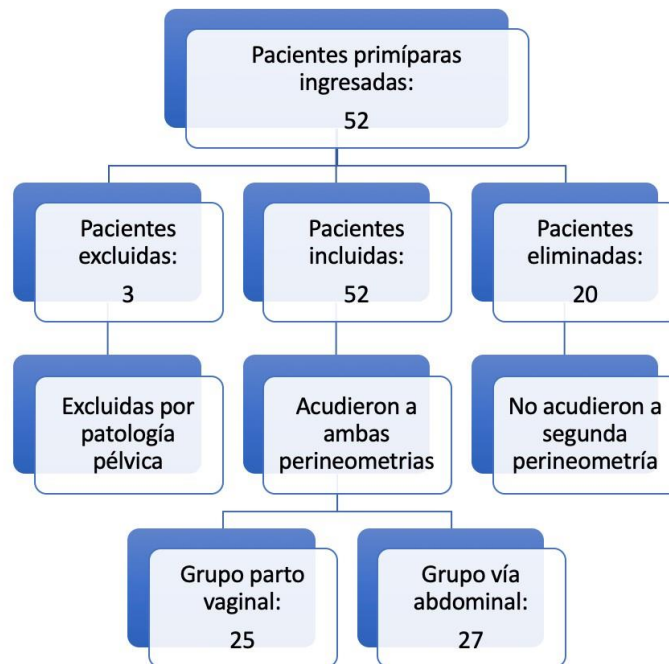 Pacientes primíparas
ingresadas:
52
Pacientes
excluidas:
3
Pacientes
incluidas:
52
Pacientes
eliminadas:
20
Excluidas por
patología
pélvica
Acudieron a
ambas
perineometrias
No acudieron a
segunda
perineometría
Grupo parto
vaginal:
25
Grupo vía
abdominal:
27